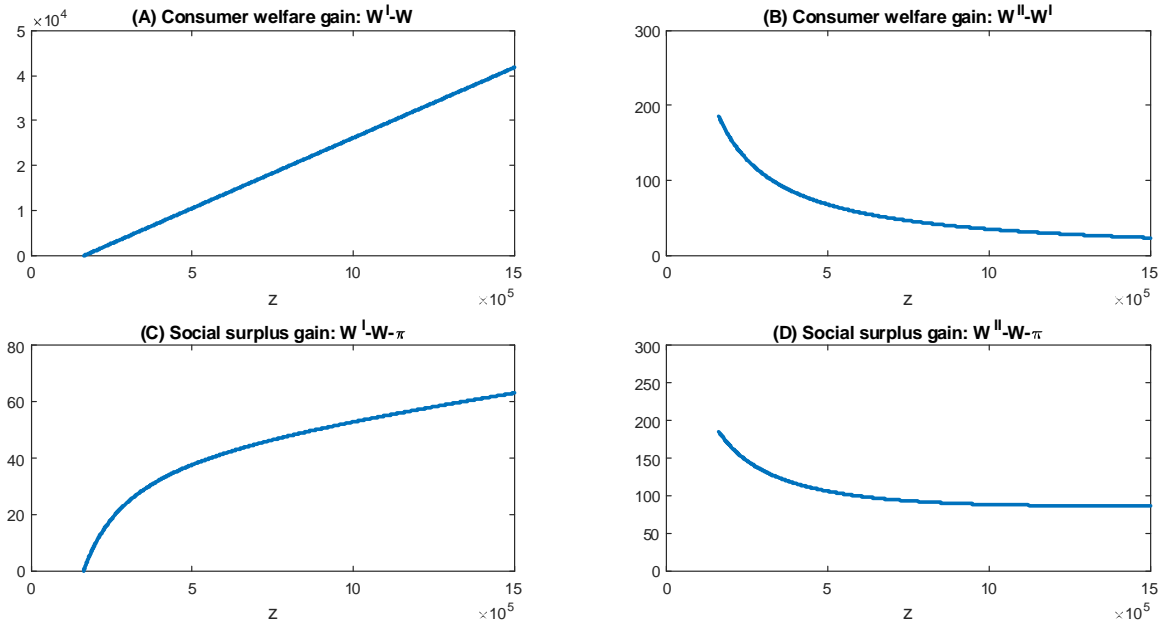 (A) Consumer welfare gain: W^I-W
×10^4
5
4
3
2
1
0
0 5 10 15
z
×10^5
(B) Consumer welfare gain: W^II-W^I
300
200
100
0
0 5 10 15
z
×10^5
(C) Social surplus gain: W^I-W-π
80
60
40
20
0
0 5 10 15
z
×10^5
(D) Social surplus gain: W^II-W-π
300
250
200
150
100
50
0
0 5 10 15
z
×10^5